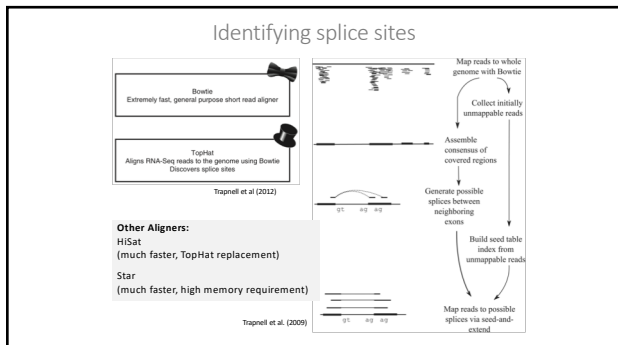 Identifying splice sites
Bowtie
Extremely fast, general purpose short read aligner
TopHat
Aligns RNA-Seq reads to the genome using Bowtie
Discovers splice sites
Trapnell et al (2012)
Other Aligners:
HiSat
(much faster, TopHat replacement)
Star
(much faster, high memory requirement)
Trapnell et al. (2009)
Map reads to whole
genome with Bowtie
Collect initially
unmappable reads
Assemble
consensus of
covered regions
Generate possible
splices between
neighboring
exons
gt ag ag
Build seed table
index from
unmappable reads
Map reads to possible
splices via seed-and-
extend
gt ag ag